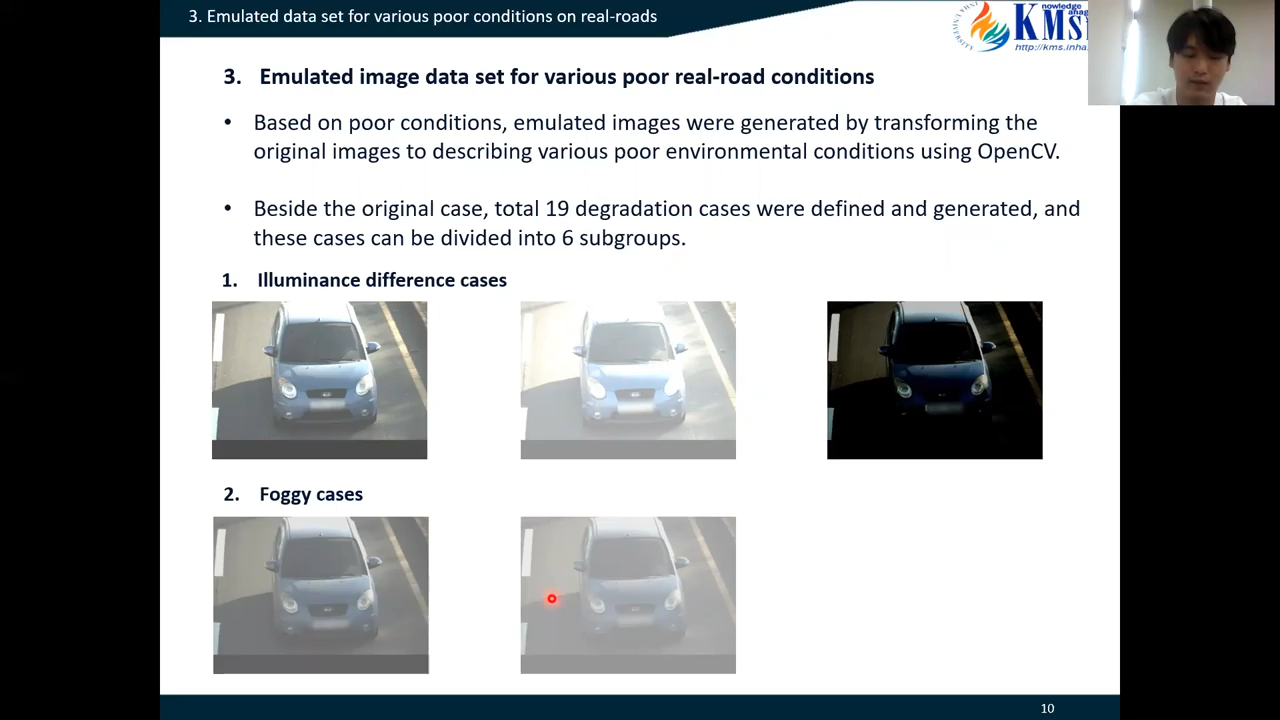 3. Emulated data set for various poor conditions on real-roads
KMs
nowledge
http://kms.inha.
3. Emulated image data set for various poor real-road conditions
• Based on poor conditions, emulated images were generated by transforming the
original images to describing various poor environmental conditions using OpenCV.
• Beside the original case, total 19 degradation cases were defined and generated, and
these cases can be divided into 6 subgroups.
1. Illuminance difference cases
2. Foggy cases
10